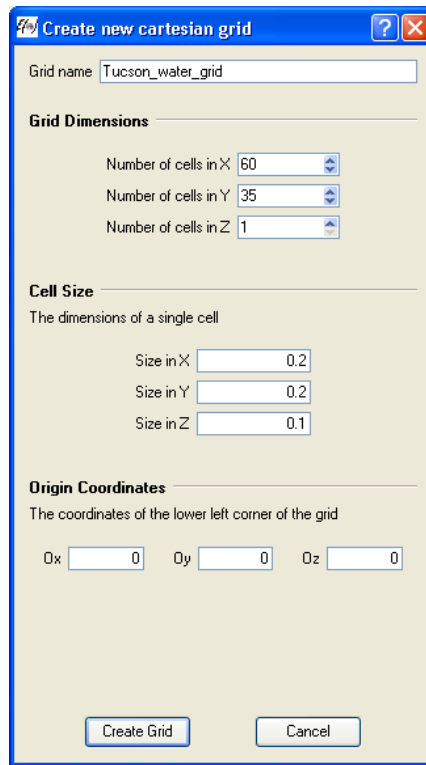 Create new cartesian grid
Grid name Tucson_water_grid
Grid Dimensions
Number of cells in X 60
Number of cells in Y 35
Number of cells in Z 1
Cell Size
The dimensions of a single cell
Size in X 0.2
Size in Y 0.2
Size in Z 0.1
Origin Coordinates
The coordinates of the lower left corner of the grid
Ox 0 Oy 0 Oz 0
Create Grid Cancel